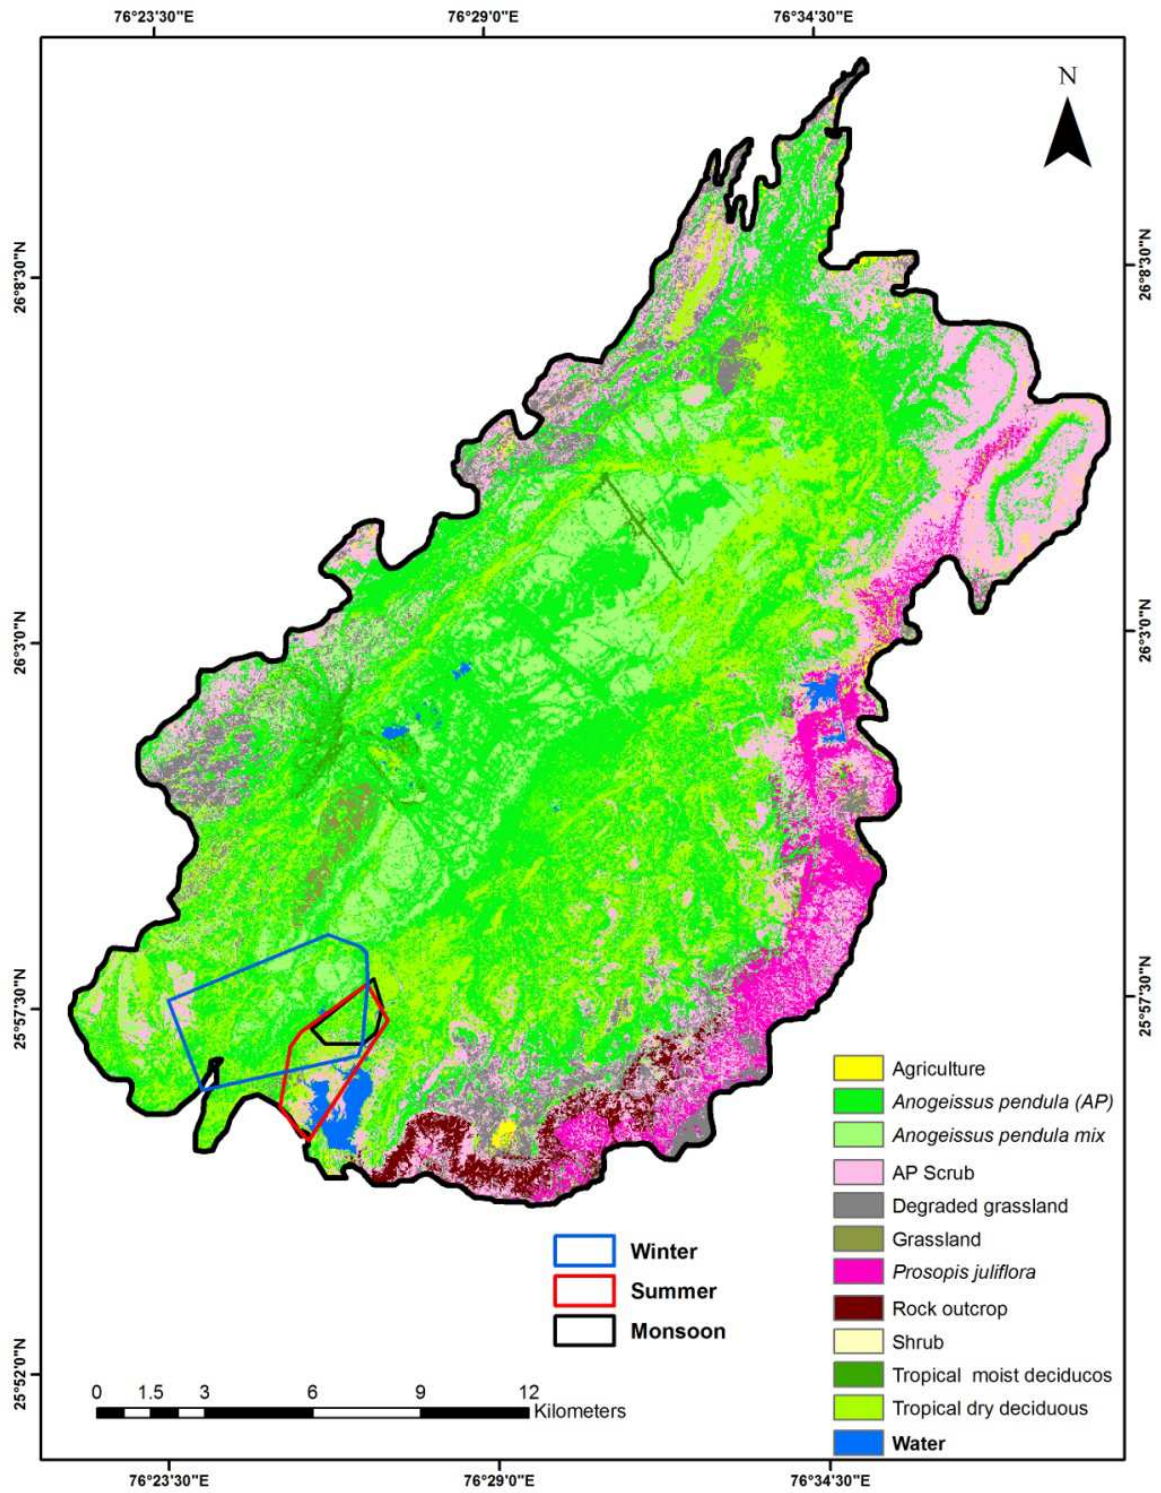 76°23'30"E 76°29'0"E 76°34'30"E
N
26°8'30"N
26°8'30"N
26°3'0"N
26°3'0"N
25°57'30"N
25°57'30"N
25°52'0"N
Agriculture
Anogeissus pendula (AP)
Anogeissus pendula mix
AP Scrub
Degraded grassland
Grassland
Prosopis juliflora
Rock outcrop
Shrub
Tropical moist deciducos
Tropical dry deciduous
Water
Winter
Summer
Monsoon
0 1.5 3 6 9 12
Kilometers
76°23'30"E 76°29'0"E 76°34'30"E